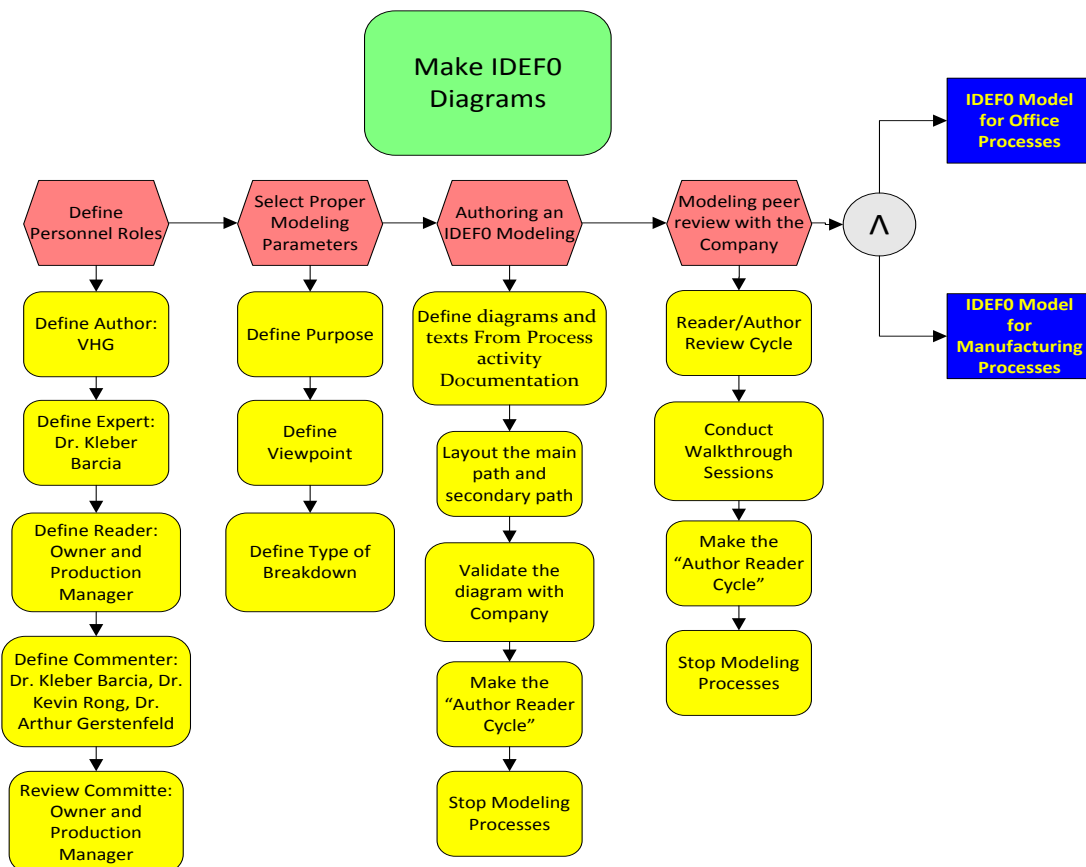 Make IDEF0
Diagrams
IDEF0 Model
for Office
Processes
Define
Personnel Roles
Select Proper
Modeling
Parameters
Authoring an
IDEF0 Modeling
Modeling peer
review with the
Company
Λ
IDEF0 Model
for
Manufacturing
Processes
Define Author:
VHG
Define Expert:
Dr. Kleber
Barcia
Define Reader:
Owner and
Production
Manager
Define Commenter:
Dr. Kleber Barcia, Dr.
Kevin Rong, Dr.
Arthur Gerstenfeld
Review Committe:
Owner and
Production
Manager
Define Purpose
Define
Viewpoint
Define Type of
Breakdown
Define diagrams and
texts From Process
activity
Documentation
Layout the main
path and
secondary path
Validate the
diagram with
Company
Make the
“Author Reader
Cycle”
Stop Modeling
Processes
Reader/Author
Review Cycle
Conduct
Walkthrough
Sessions
Make the
“Author Reader
Cycle”
Stop Modeling
Processes